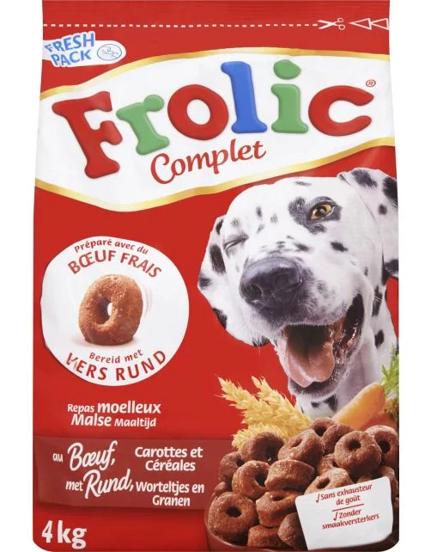 FRESH
PACK
Frolic®
Complet
Préparé avec du
BŒUF FRAIS
Bereid met
VERS RUND
Repas moelleux
Malse Maaltijd
au Bœuf, Carottes et
Céréales
met Rund, Worteltjes en
Granen
√Sans exhausteur
de goût
√Zonder
smaakversterkers
4kg